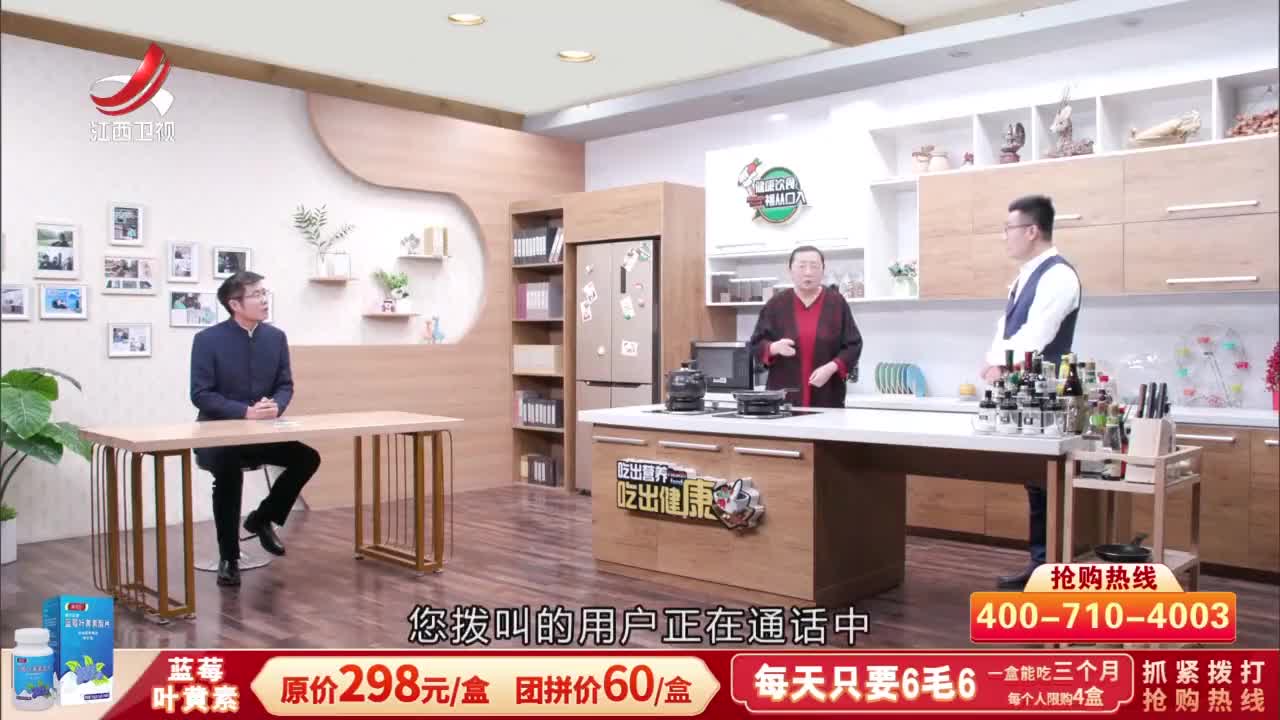 江西卫视
健康饮食
福从口入
吃出营养
吃出健康
您拨叫的用户正在通话中
抢购热线
400-710-4003
蓝莓叶黄素酯片
蓝莓
叶黄素
原价298元/盒 团拼价60/盒
每天只要6毛6
一盒能吃三个月
每个人限购4盒
抓紧拨打
抢购热线